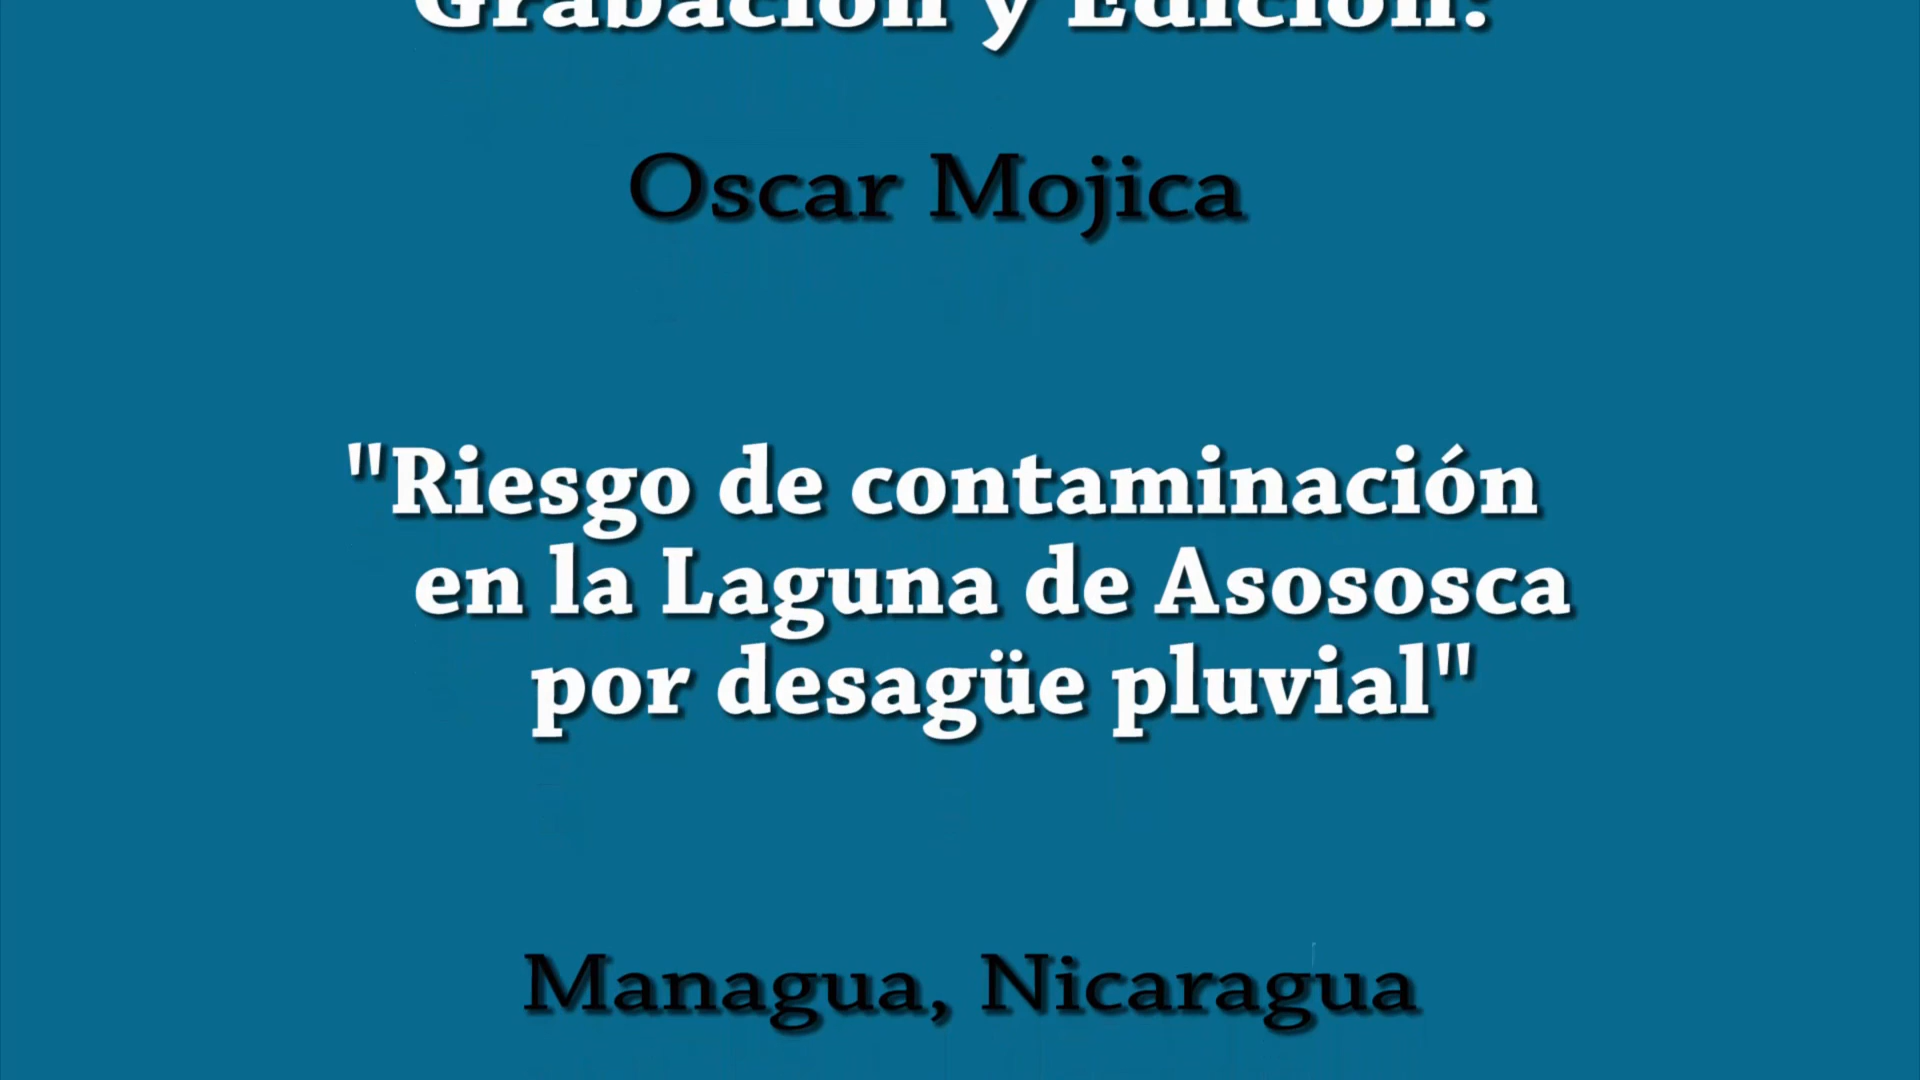 Grabación y Edición:
Oscar Mojica
"Riesgo de contaminación
en la Laguna de Asososca
por desagüe pluvial"
Managua, Nicaragua